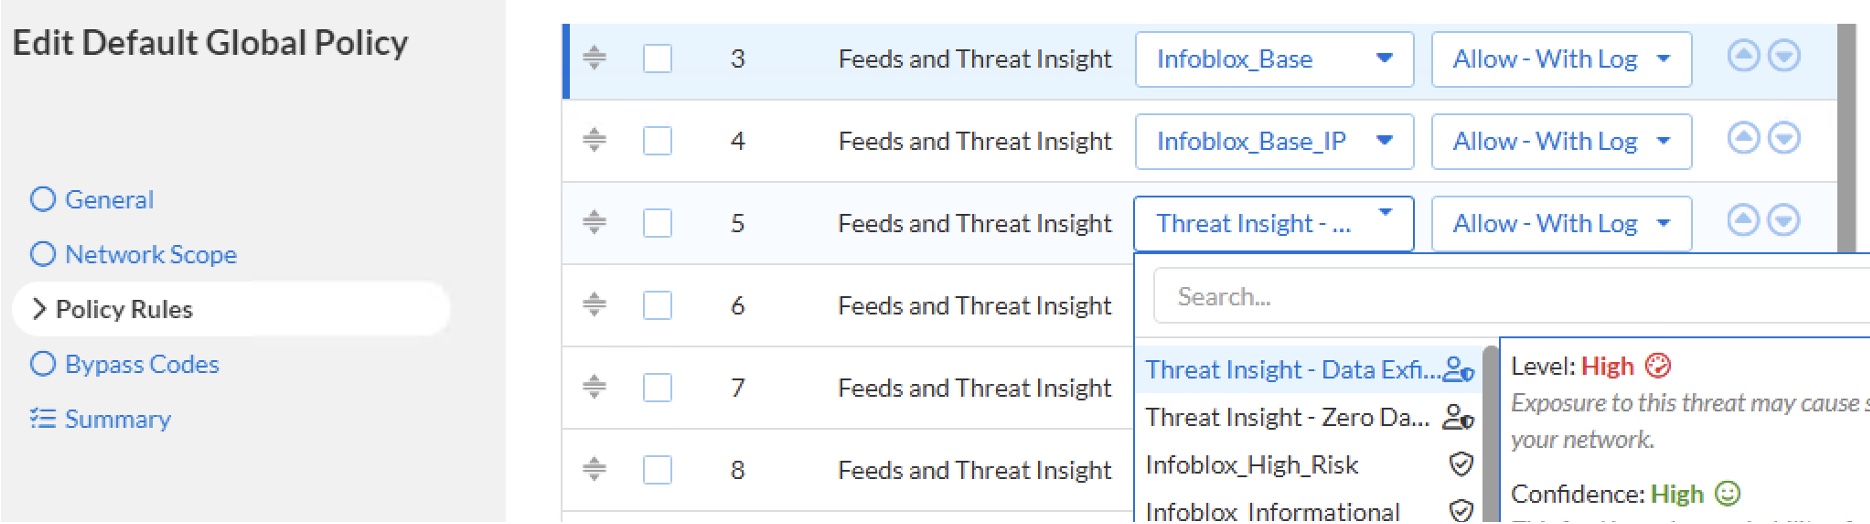 Edit Default Global Policy
General
Network Scope
Policy Rules
Bypass Codes
Summary
3 Feeds and Threat Insight Infoblox_Base Allow - With Log
4 Feeds and Threat Insight Infoblox_Base_IP Allow - With Log
5 Feeds and Threat Insight Threat Insight - ... Allow - With Log
6 Feeds and Threat Insight
7 Feeds and Threat Insight
8 Feeds and Threat Insight
Search...
Threat Insight - Data Exfi...
Threat Insight - Zero Da...
Infoblox_High_Risk
Infoblox_Informational
Level: High
Exposure to this threat may cause
your network.
Confidence: High